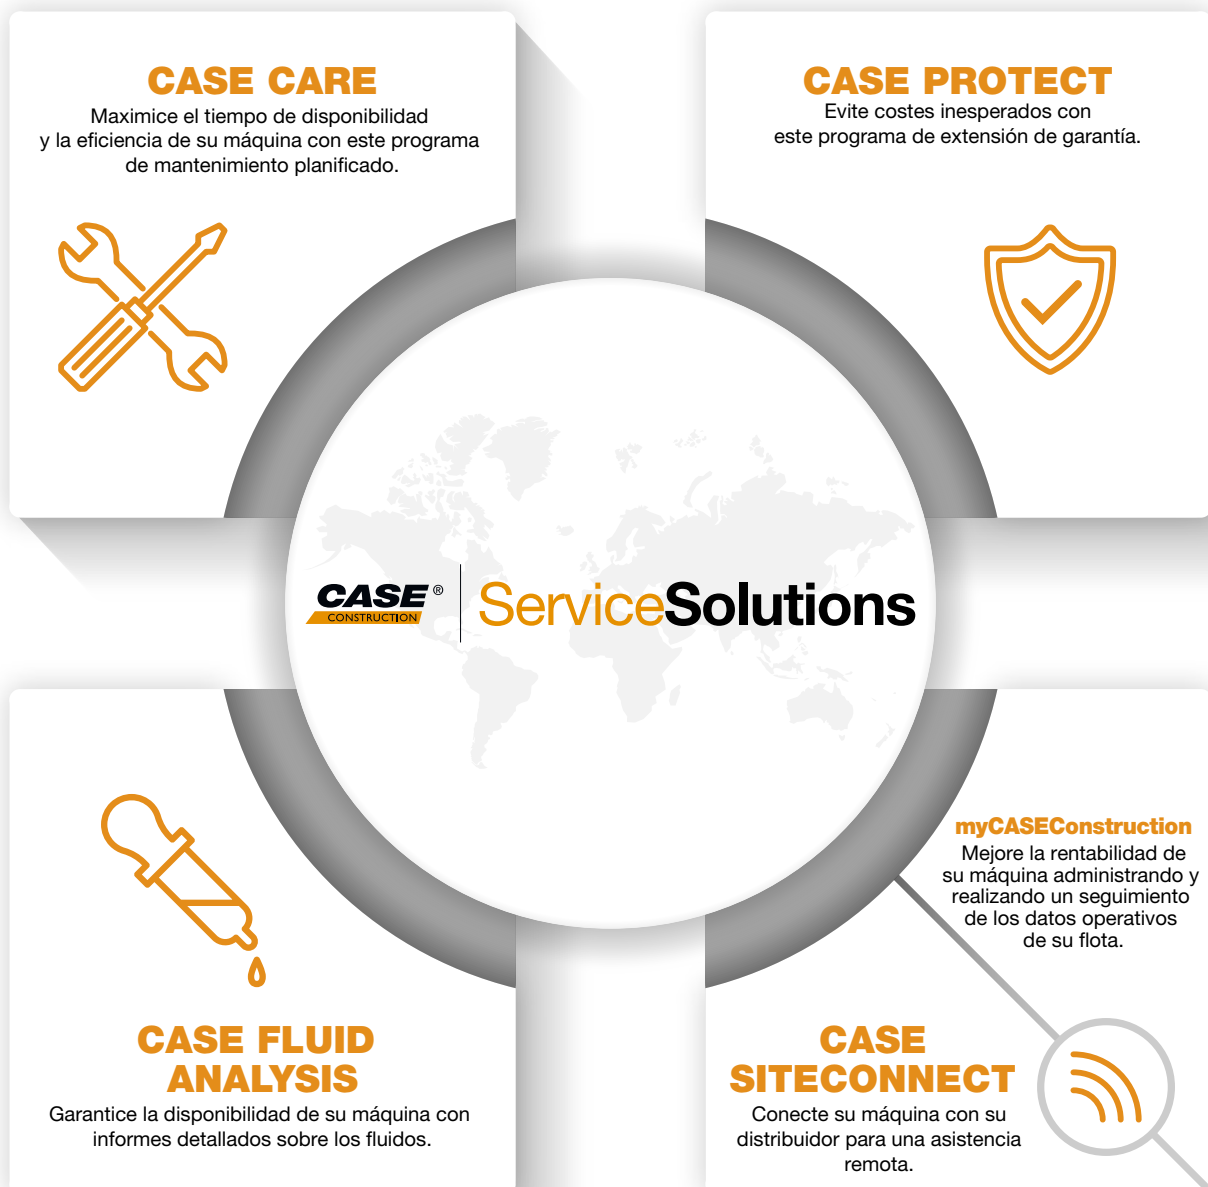 CASE CARE
Maximice el tiempo de disponibilidad
y la eficiencia de su máquina con este programa
de mantenimiento planificado.
CASE PROTECT
Evite costes inesperados con
este programa de extensión de garantía.
CASE®
CONSTRUCTION
ServiceSolutions
CASE FLUID
ANALYSIS
Garantice la disponibilidad de su máquina con
informes detallados sobre los fluidos.
myCASEConstruction
Mejore la rentabilidad de
su máquina administrando y
realizando un seguimiento
de los datos operativos
de su flota.
CASE
SITECONNECT
Conecte su máquina con su
distribuidor para una asistencia
remota.